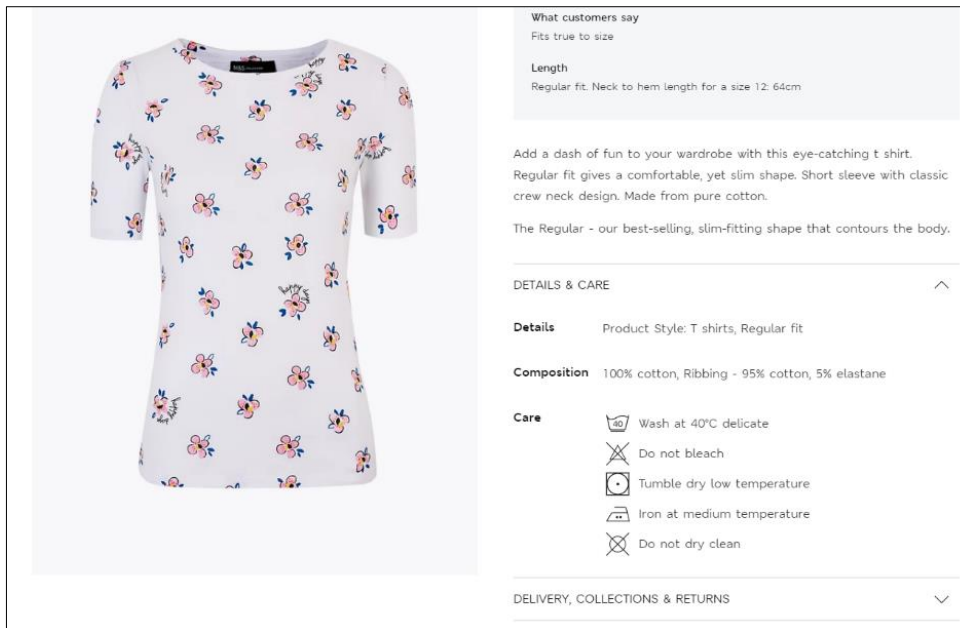 What customers say
Fits true to size
Length
Regular fit. Neck to hem length for a size 12: 64cm
Add a dash of fun to your wardrobe with this eye-catching t shirt.
Regular fit gives a comfortable, yet slim shape. Short sleeve with classic
crew neck design. Made from pure cotton.
The Regular - our best-selling, slim-fitting shape that contours the body.
DETAILS & CARE
Details Product Style: T shirts, Regular fit
Composition 100% cotton, Ribbing - 95% cotton, 5% elastane
Care
40 Wash at 40°C delicate
Do not bleach
Tumble dry low temperature
Iron at medium temperature
Do not dry clean
DELIVERY, COLLECTIONS & RETURNS